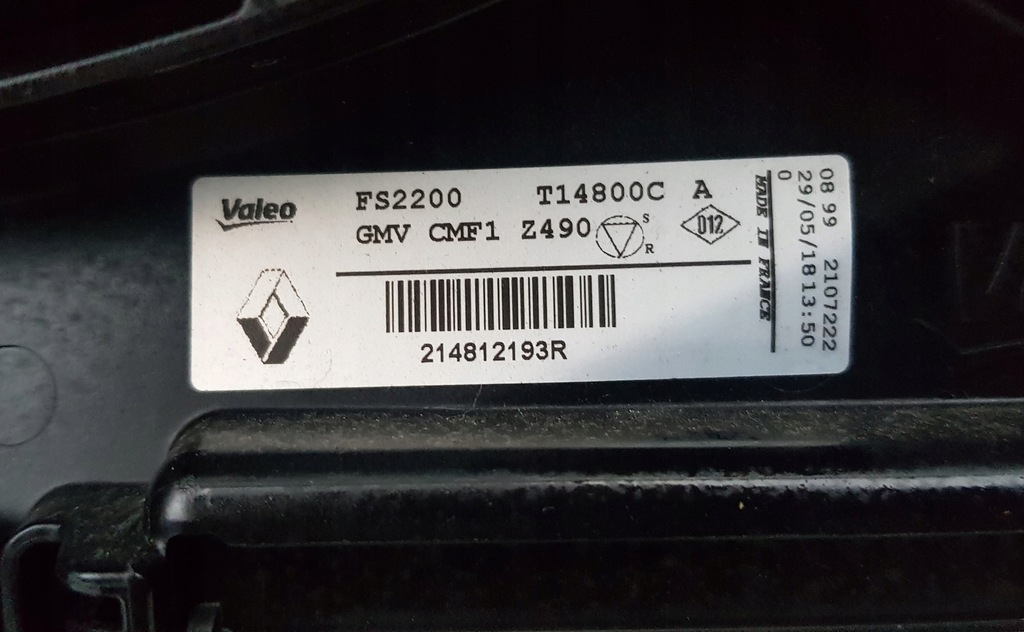 Valeo
FS2200 T14800C A
GMV CMF1 Z490 S R D12
214812193R
MADE IN FRANCE
0
29/05/18 13:50
08 99 2107222